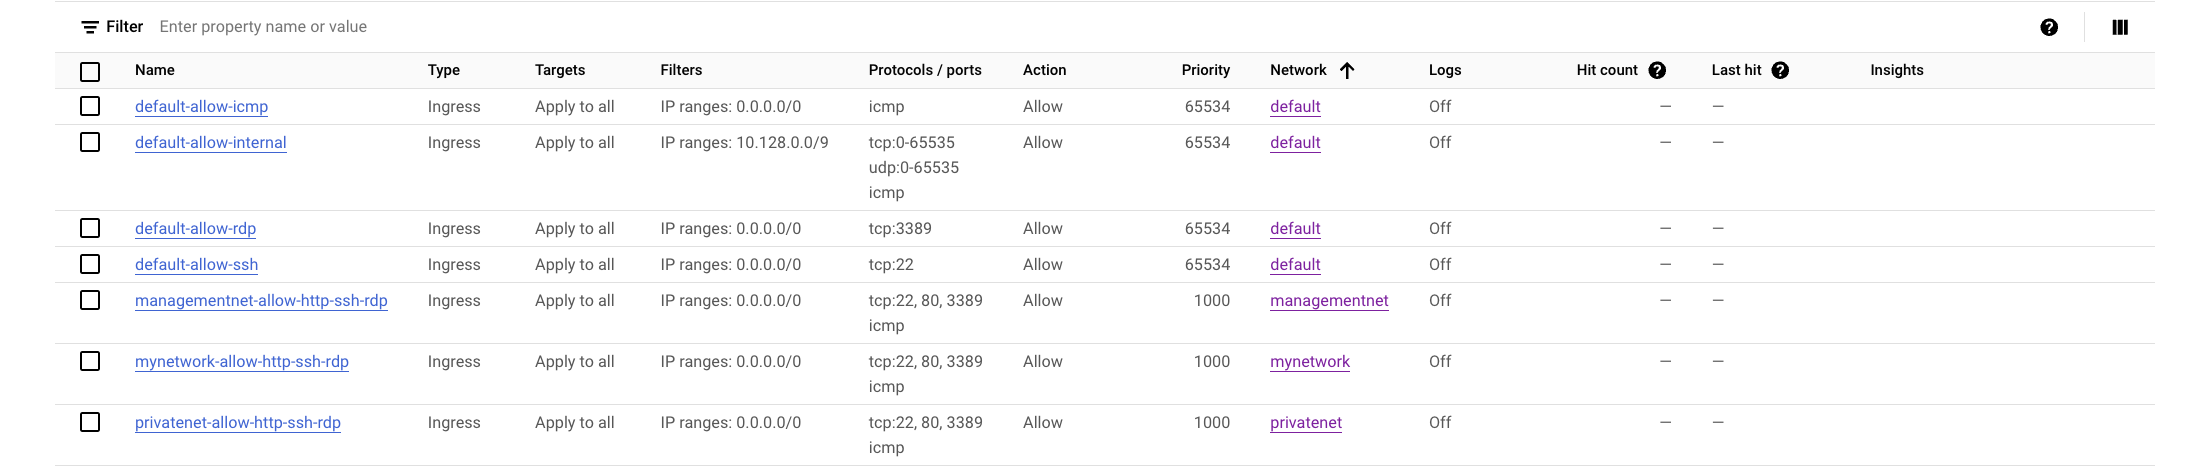 Filter Enter property name or value
Name Type Targets Filters Protocols / ports Action Priority Network Logs Hit count Last hit Insights
default-allow-icmp Ingress Apply to all IP ranges: 0.0.0.0/0 icmp Allow 65534 default Off — —
default-allow-internal Ingress Apply to all IP ranges: 10.128.0.0/9 tcp:0-65535 Allow 65534 default Off — —
udp:0-65535
icmp
default-allow-rdp Ingress Apply to all IP ranges: 0.0.0.0/0 tcp:3389 Allow 65534 default Off — —
default-allow-ssh Ingress Apply to all IP ranges: 0.0.0.0/0 tcp:22 Allow 65534 default Off — —
managementnet-allow-http-ssh-rdp Ingress Apply to all IP ranges: 0.0.0.0/0 tcp:22, 80, 3389 Allow 1000 managementnet Off — —
icmp
mynetwork-allow-http-ssh-rdp Ingress Apply to all IP ranges: 0.0.0.0/0 tcp:22, 80, 3389 Allow 1000 mynetwork Off — —
icmp
privatenet-allow-http-ssh-rdp Ingress Apply to all IP ranges: 0.0.0.0/0 tcp:22, 80, 3389 Allow 1000 privatenet Off — —
icmp